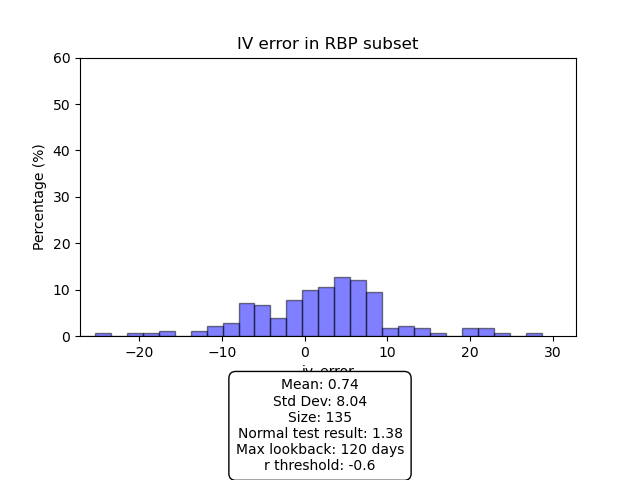 IV error in RBP subset
60
50
40
30
20
10
0
Percentage (%)
−20
−10
0
10
20
30
iv_error
Mean: 0.74
Std Dev: 8.04
Size: 135
Normal test result: 1.38
Max lookback: 120 days
r threshold: -0.6